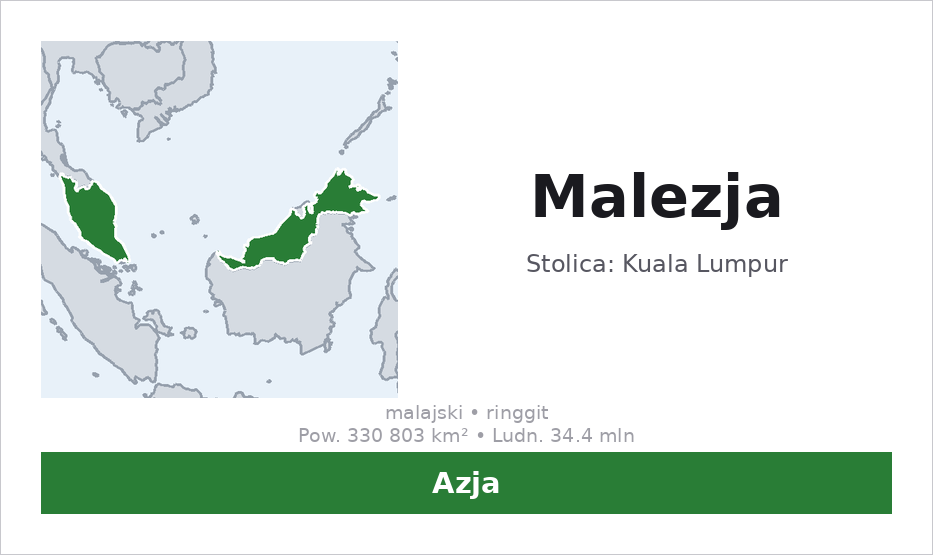 Malezja
Stolica: Kuala Lumpur
malajski • ringgit
Pow. 330 803 km² • Ludn. 34.4 mln
Azja